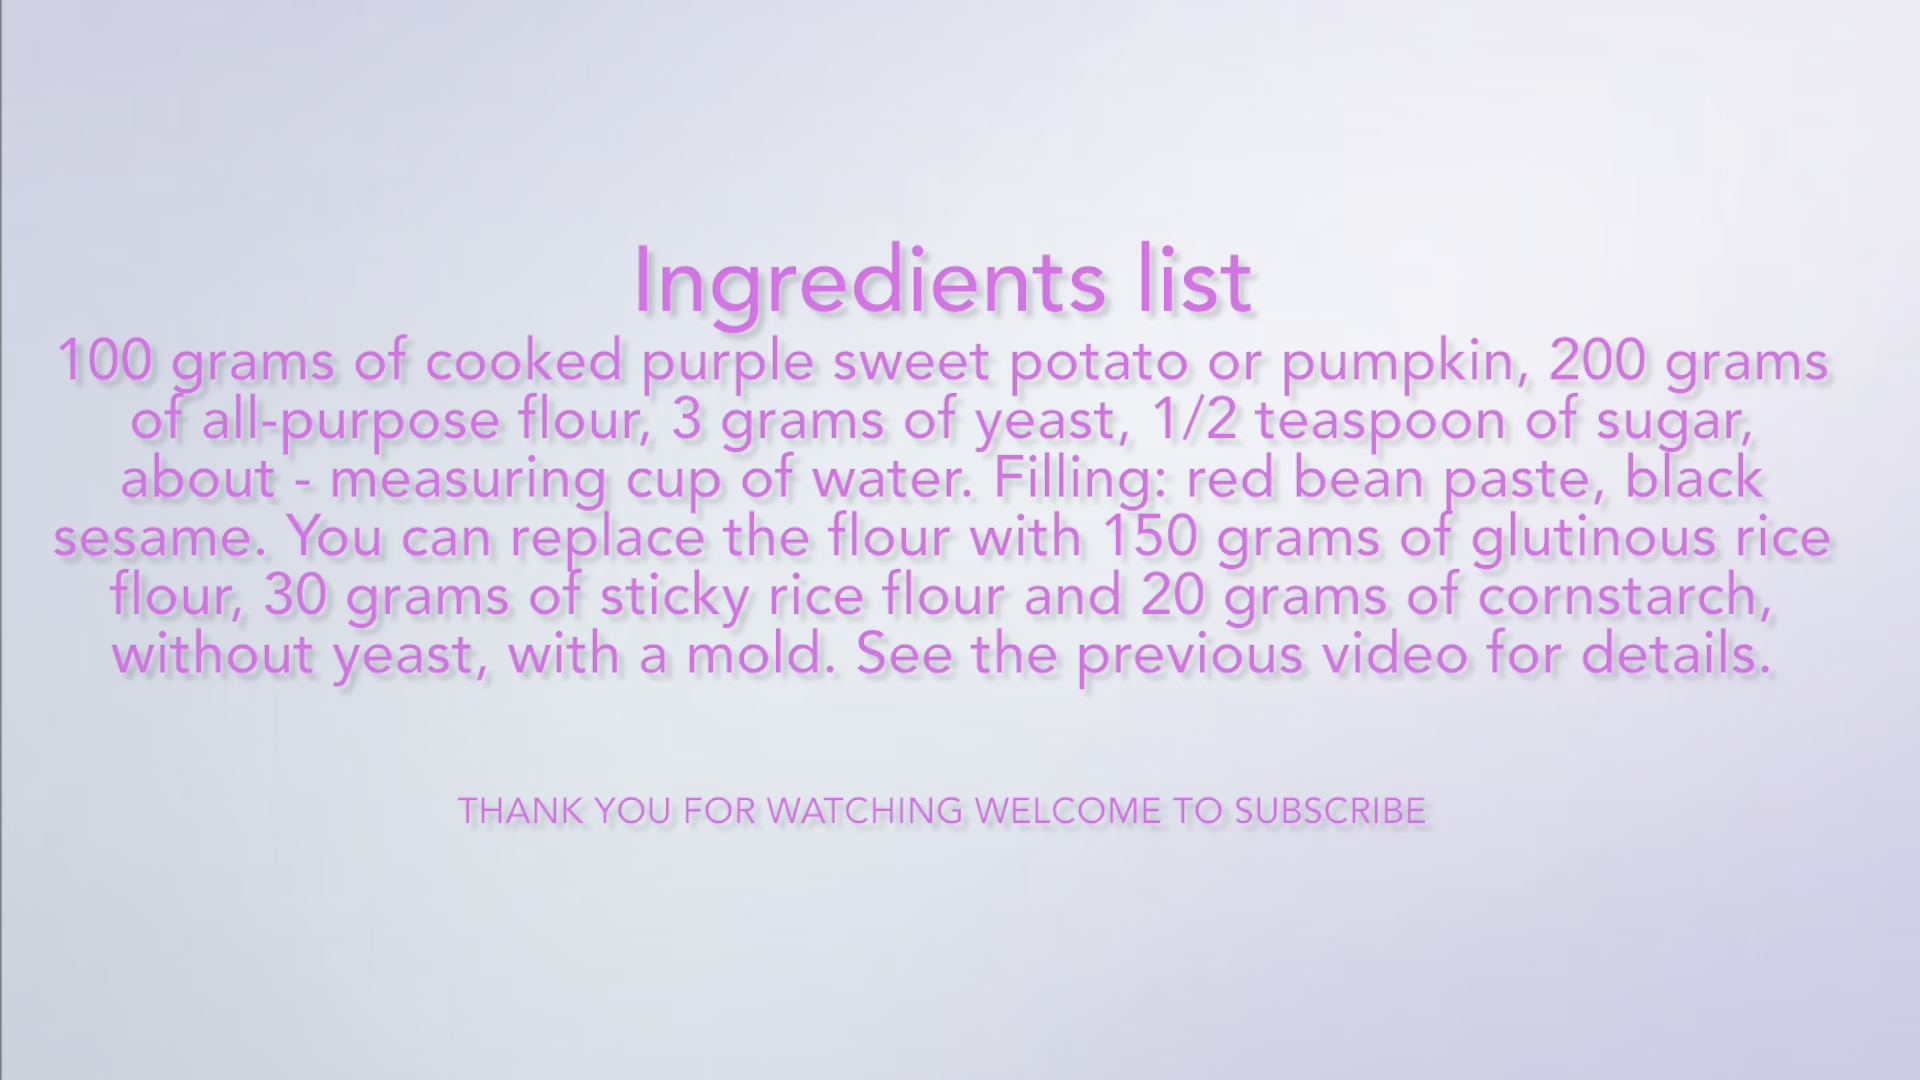 Ingredients list
100 grams of cooked purple sweet potato or pumpkin, 200 grams
of all-purpose flour, 3 grams of yeast, 1/2 teaspoon of sugar,
about - measuring cup of water. Filling: red bean paste, black
sesame. You can replace the flour with 150 grams of glutinous rice
flour, 30 grams of sticky rice flour and 20 grams of cornstarch,
without yeast, with a mold. See the previous video for details.
THANK YOU FOR WATCHING WELCOME TO SUBSCRIBE